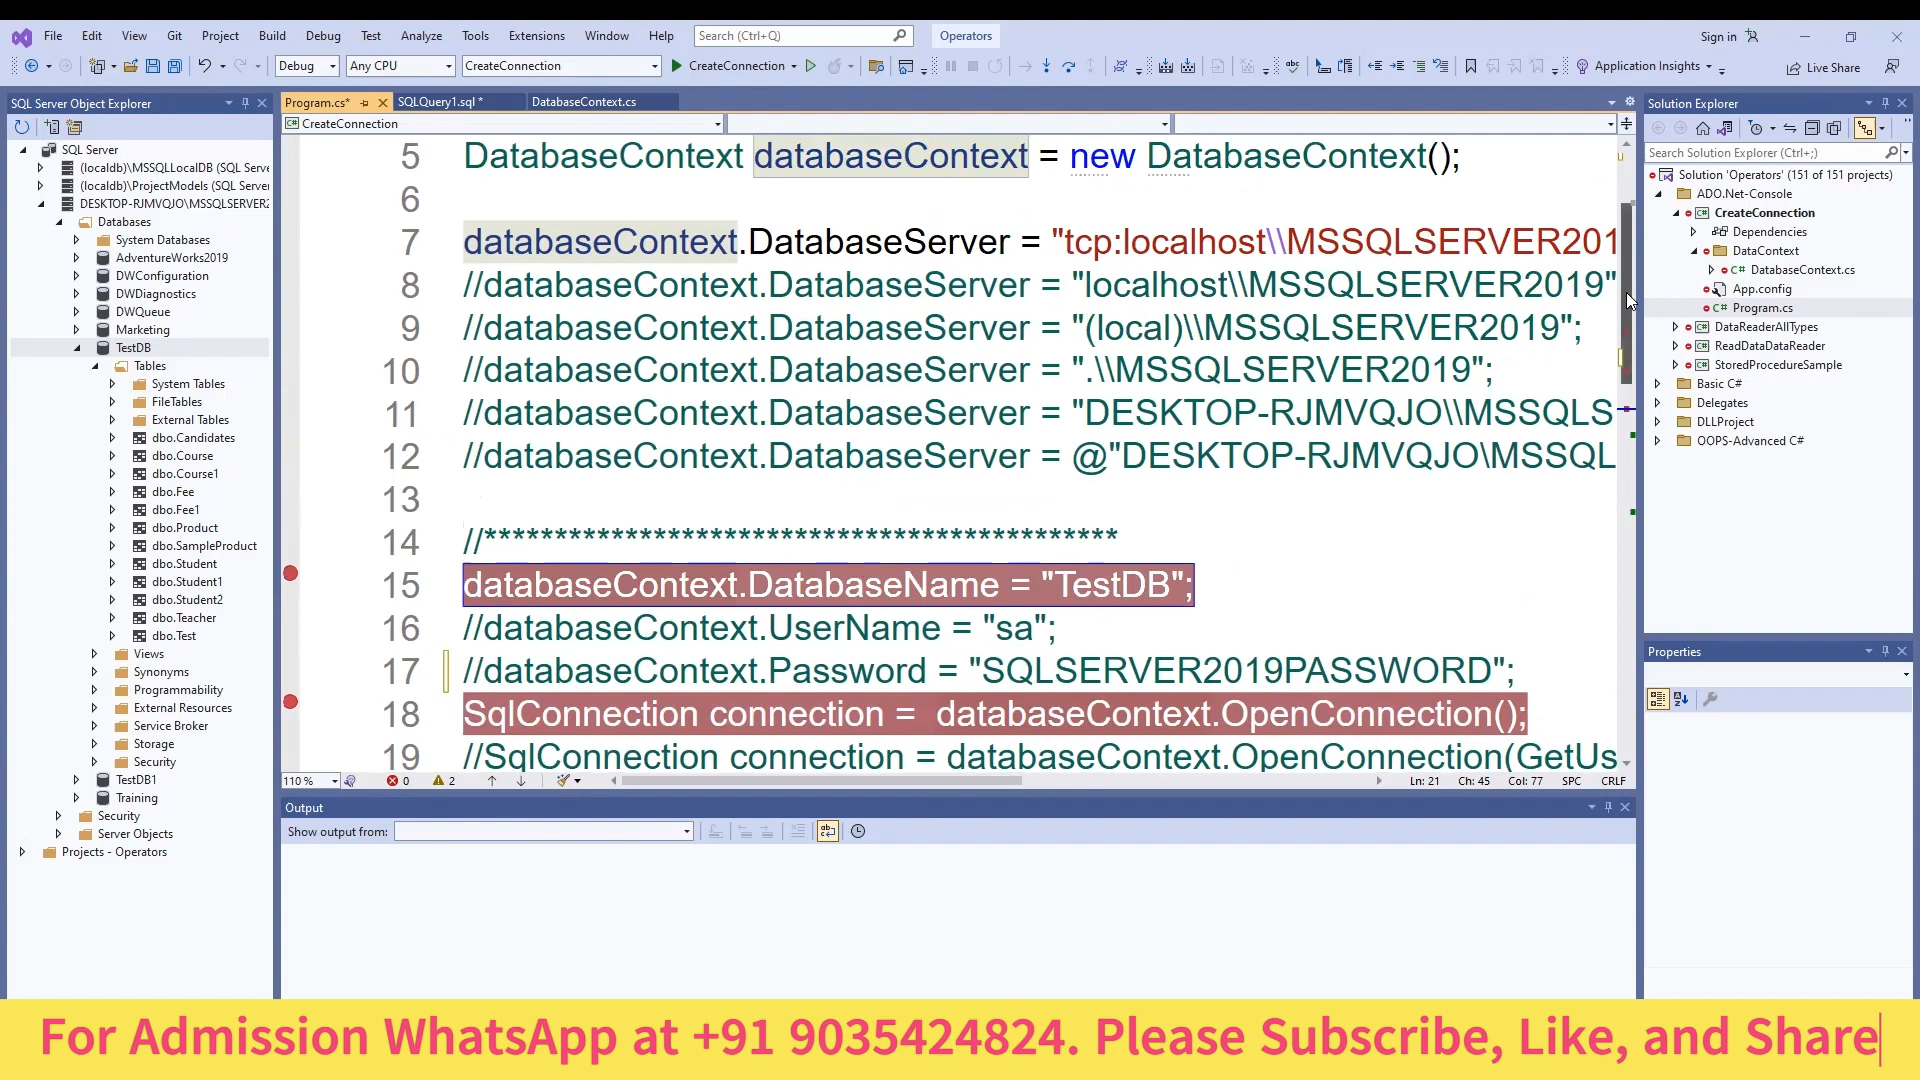 File Edit View Git Project Build Debug Test Analyze Tools Extensions Window Help Search (Ctrl+Q) Operators Sign in
Debug Any CPU CreateConnection CreateConnection Application Insights Live Share
SQL Server Object Explorer
SQL Server
(localdb)\MSSQLLocalDB (SQL Serve
(localdb)\ProjectModels (SQL Server
DESKTOP-RJMVQJO\MSSQLSERVER2
Databases
System Databases
AdventureWorks2019
DWConfiguration
DWDiagnostics
DWQueue
Marketing
TestDB
Tables
System Tables
FileTables
External Tables
dbo.Candidates
dbo.Course
dbo.Course1
dbo.Fee
dbo.Fee1
dbo.Product
dbo.SampleProduct
dbo.Student
dbo.Student1
dbo.Student2
dbo.Teacher
dbo.Test
Views
Synonyms
Programmability
External Resources
Service Broker
Storage
Security
TestDB1
Training
Security
Server Objects
Projects - Operators
Program.cs* SQLQuery1.sql * DatabaseContext.cs
CreateConnection
5 DatabaseContext databaseContext = new DatabaseContext();
6
7 databaseContext.DatabaseServer = "tcp:localhost\\MSSQLSERVER201
8 //databaseContext.DatabaseServer = "localhost\\MSSQLSERVER2019"
9 //databaseContext.DatabaseServer = "(local)\\MSSQLSERVER2019";
10 //databaseContext.DatabaseServer = ".\\MSSQLSERVER2019";
11 //databaseContext.DatabaseServer = "DESKTOP-RJMVQJO\\MSSQLS
12 //databaseContext.DatabaseServer = @"DESKTOP-RJMVQJO\MSSQL
13
14 //*********************************************
15 databaseContext.DatabaseName = "TestDB";
16 //databaseContext.UserName = "sa";
17 //databaseContext.Password = "SQLSERVER2019PASSWORD";
18 SqlConnection connection = databaseContext.OpenConnection();
19 //SqlConnection connection = databaseContext.OpenConnection(GetUs
110 % 0 2 Ln: 21 Ch: 45 Col: 77 SPC CRLF
Output
Show output from:
Solution Explorer
Search Solution Explorer (Ctrl+;)
Solution 'Operators' (151 of 151 projects)
ADO.Net-Console
CreateConnection
Dependencies
DataContext
DatabaseContext.cs
App.config
Program.cs
DataReaderAllTypes
ReadDataDataReader
StoredProcedureSample
Basic C#
Delegates
DLLProject
OOPS-Advanced C#
Properties
For Admission WhatsApp at +91 9035424824. Please Subscribe, Like, and Share